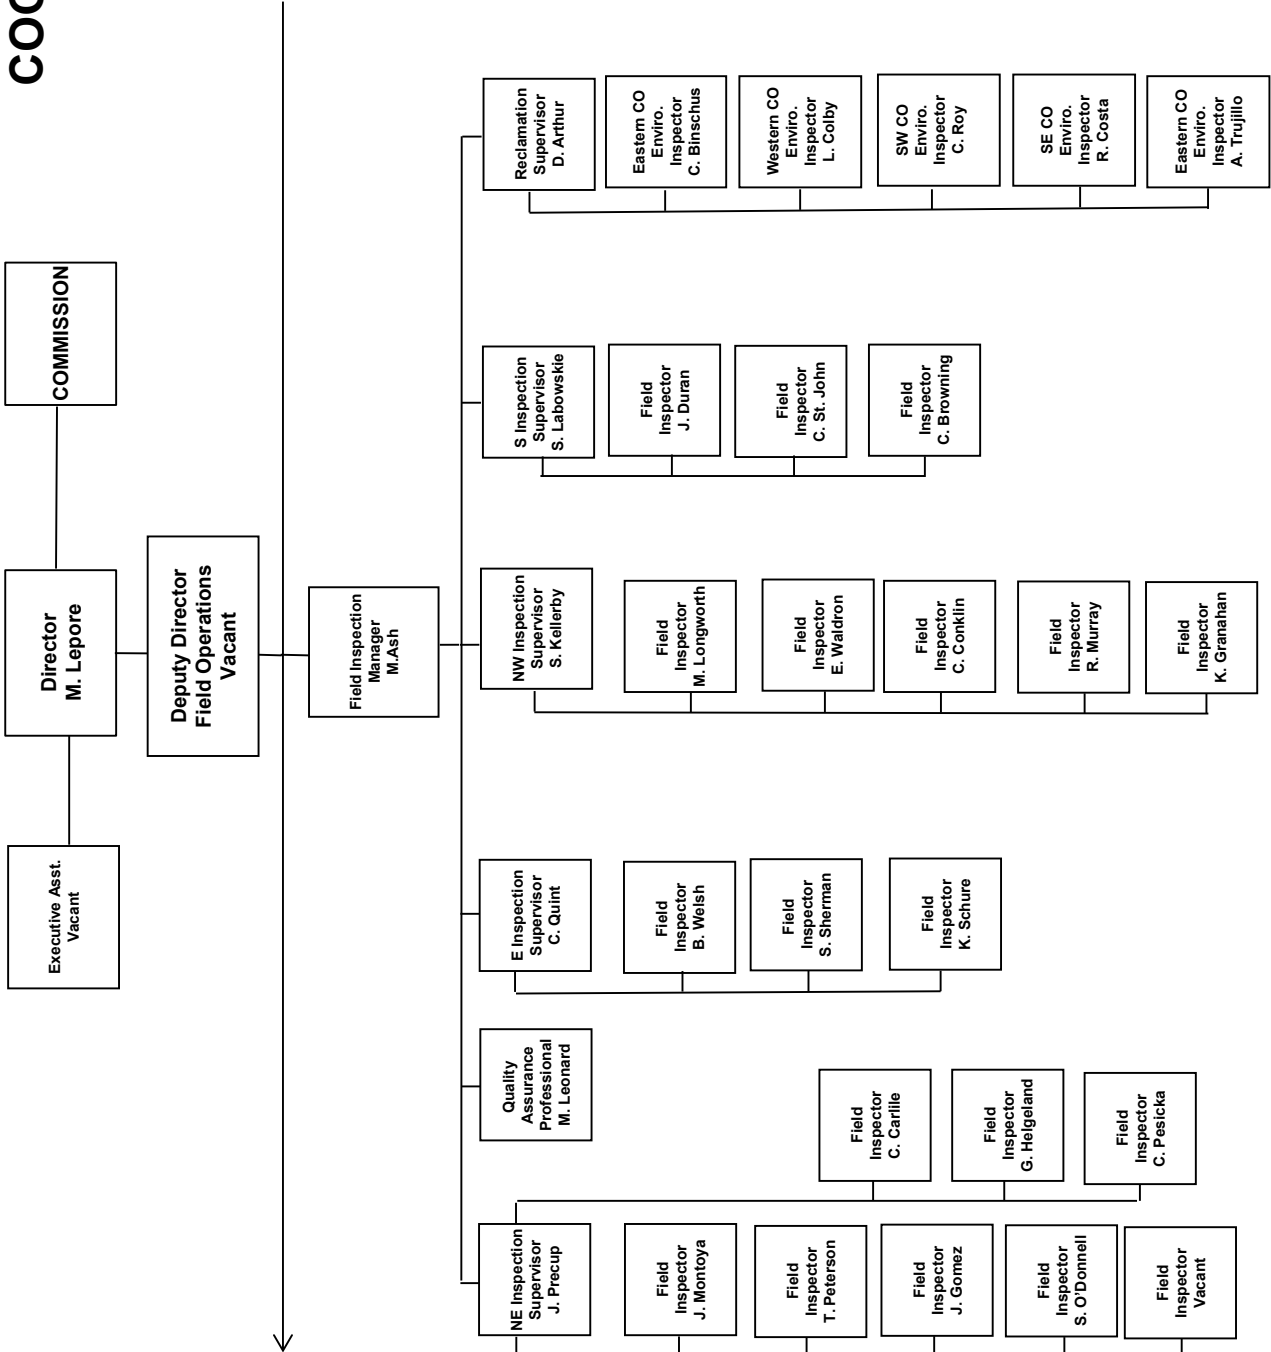 COG
COMMISSION
Director
M. Lepore
Executive Asst.
Vacant
Deputy Director
Field Operations
Vacant
Field Inspection
Manager
M.Ash
NE Inspection
Supervisor
J. Precup
Field
Inspector
J. Montoya
Field
Inspector
T. Peterson
Field
Inspector
J. Gomez
Field
Inspector
S. O'Donnell
Field
Inspector
Vacant
Field
Inspector
C. Carlile
Field
Inspector
G. Helgeland
Field
Inspector
C. Pesicka
Quality
Assurance
Professional
M. Leonard
E Inspection
Supervisor
C. Quint
Field
Inspector
B. Welsh
Field
Inspector
S. Sherman
Field
Inspector
K. Schure
NW Inspection
Supervisor
S. Kellerby
Field
Inspector
M. Longworth
Field
Inspector
E. Waldron
Field
Inspector
C. Conklin
Field
Inspector
R. Murray
Field
Inspector
K. Granahan
S Inspection
Supervisor
S. Labowskie
Field
Inspector
J. Duran
Field
Inspector
C. St. John
Field
Inspector
C. Browning
Reclamation
Supervisor
D. Arthur
Eastern CO
Enviro.
Inspector
C. Binschus
Western CO
Enviro.
Inspector
L. Colby
SW CO
Enviro.
Inspector
C. Roy
SE CO
Enviro.
Inspector
R. Costa
Eastern CO
Enviro.
Inspector
A. Trujillo